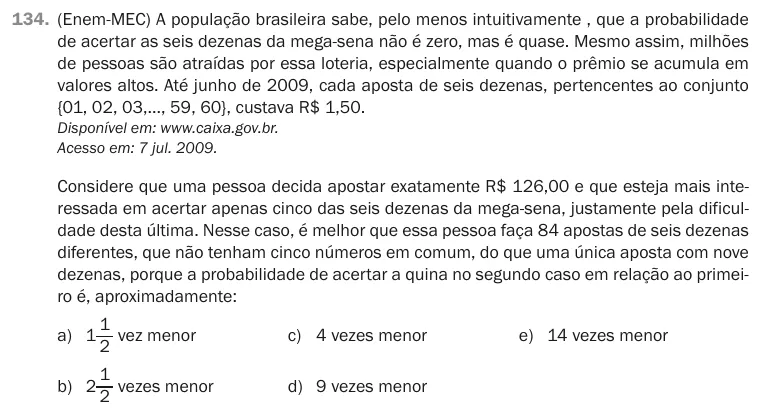 134. (Enem-MEC) A população brasileira sabe, pelo menos intuitivamente , que a probabilidade
de acertar as seis dezenas da mega-sena não é zero, mas é quase. Mesmo assim, milhões
de pessoas são atraídas por essa loteria, especialmente quando o prêmio se acumula em
valores altos. Até junho de 2009, cada aposta de seis dezenas, pertencentes ao conjunto
{01, 02, 03,..., 59, 60}, custava R$ 1,50.
Disponível em: www.caixa.gov.br.
Acesso em: 7 jul. 2009.
Considere que uma pessoa decida apostar exatamente R$ 126,00 e que esteja mais inte-
ressada em acertar apenas cinco das seis dezenas da mega-sena, justamente pela dificul-
dade desta última. Nesse caso, é melhor que essa pessoa faça 84 apostas de seis dezenas
diferentes, que não tenham cinco números em comum, do que uma única aposta com nove
dezenas, porque a probabilidade de acertar a quina no segundo caso em relação ao primei-
ro é, aproximadamente:
a) 1 1/2 vez menor c) 4 vezes menor e) 14 vezes menor
b) 2 1/2 vezes menor d) 9 vezes menor